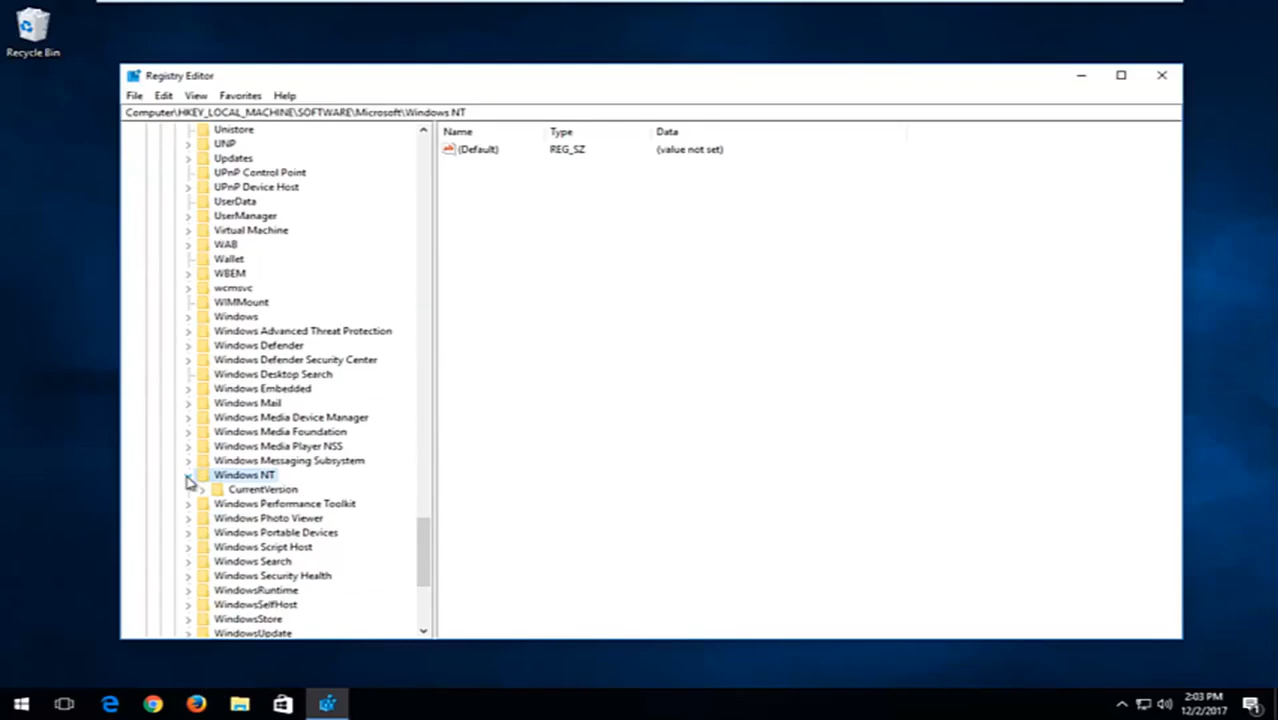 Recycle Bin
Registry Editor
File Edit View Favorites Help
Computer\HKEY_LOCAL_MACHINE\SOFTWARE\Microsoft\Windows NT
Unistore
UNP
Updates
UPnP Control Point
UPnP Device Host
UserData
UserManager
Virtual Machine
WAB
Wallet
WBEM
wcmsvc
WIMMount
Windows
Windows Advanced Threat Protection
Windows Defender
Windows Defender Security Center
Windows Desktop Search
Windows Embedded
Windows Mail
Windows Media Device Manager
Windows Media Foundation
Windows Media Player NSS
Windows Messaging Subsystem
Windows NT
CurrentVersion
Windows Performance Toolkit
Windows Photo Viewer
Windows Portable Devices
Windows Script Host
Windows Search
Windows Security Health
WindowsRuntime
WindowsSelfHost
WindowsStore
WindowsUpdate
Name Type Data
ab (Default) REG_SZ (value not set)
2:03 PM
12/2/2017
1